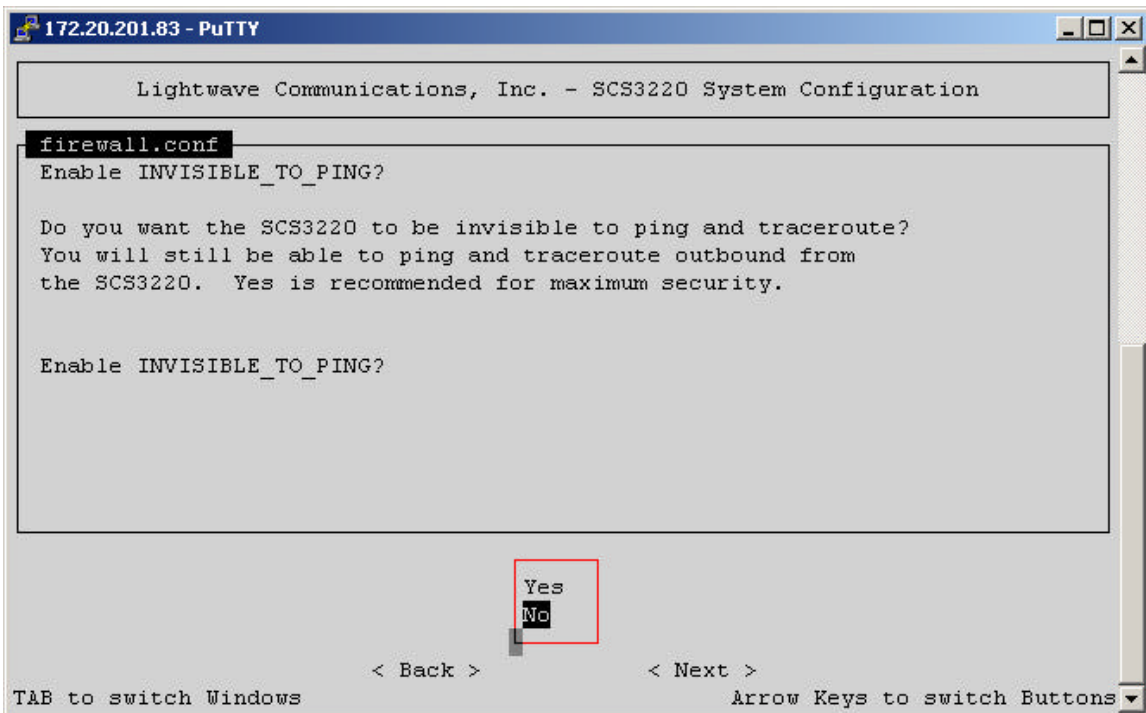 172.20.201.83 - PuTTY
Lightwave Communications, Inc. - SCS3220 System Configuration
firewall.conf
Enable INVISIBLE_TO_PING?
Do you want the SCS3220 to be invisible to ping and traceroute?
You will still be able to ping and traceroute outbound from
the SCS3220.  Yes is recommended for maximum security.
Enable INVISIBLE_TO_PING?
Yes
No
< Back > < Next >
TAB to switch Windows Arrow Keys to switch Buttons